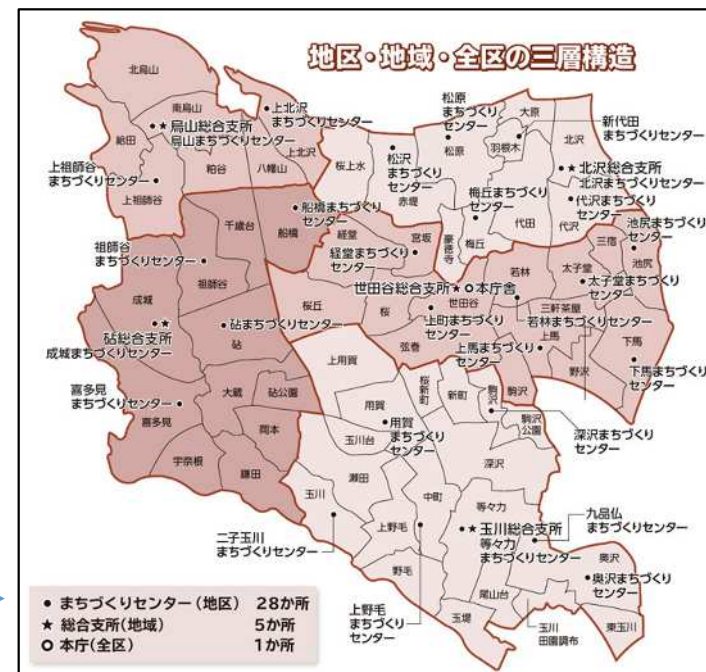 地区・地域・全区の三層構造
北烏山
南烏山
給田
烏山総合支所
烏山まちづくりセンター
上北沢
まちづくりセンター
上北沢
上祖師谷
まちづくりセンター
粕谷
八幡山
上祖師谷
松原
まちづくり
センター
松原
大原
羽根木
新代田
まちづくりセンター
北沢
桜上水
松沢
まちづくり
センター
赤堤
北沢総合支所
北沢まちづくりセンター
代沢まちづくり
センター
代沢
梅丘まちづくり
センター
代田
梅丘
豪徳寺
船橋まちづくり
センター
船橋
千歳台
祖師谷
まちづくりセンター
祖師谷
成城
砧総合支所
成城まちづくりセンター
砧まちづくりセンター
砧
喜多見
まちづくりセンター
喜多見
大蔵
砧公園
岡本
宇奈根
鎌田
経堂
宮坂
経堂まちづくり
センター
池尻まちづくり
センター
三宿
池尻
若林
太子堂
太子堂まちづくり
センター
世田谷総合支所
本庁舎
桜丘
桜
世田谷
上町まちづくり
センター
三軒茶屋
若林まちづくりセンター
弦巻
上馬まちづくり
センター
上馬
下馬
野沢
下馬まちづくり
センター
駒沢
上用賀
桜新町
新町
駒沢
駒沢
公園
用賀
用賀
まちづくり
センター
深沢まちづくり
センター
玉川台
深沢
瀬田
玉川
中町
等々力
二子玉川
まちづくりセンター
上野毛
玉川総合支所
等々力
まちづくりセンター
九品仏
まちづくりセンター
野毛
奥沢
奥沢まちづくり
センター
上野毛
まちづくり
センター
尾山台
玉堤
玉川
田園調布
東玉川
● まちづくりセンター(地区) 28か所
★ 総合支所(地域) 5か所
○ 本庁(全区) 1か所